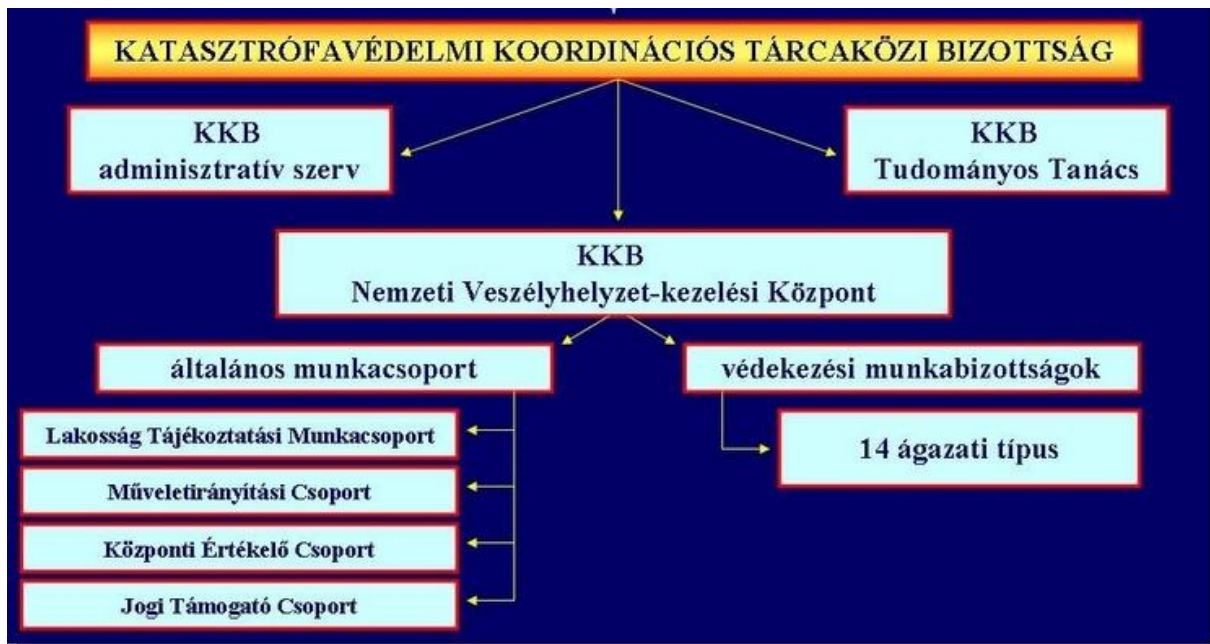 KATASZTRÓFAVÉDELMI KOORDINÁCIÓS TÁRCAKÖZI BIZOTTSÁG
KKB
adminisztratív szerv
KKB
Tudományos Tanács
KKB
Nemzeti Veszélyhelyzet-kezelési Központ
általános munkacsoport
védekezési munkabizottságok
Lakosság Tájékoztatási Munkacsoport
Műveletirányítási Csoport
Központi Értékelő Csoport
Jogi Támogató Csoport
14 ágazati típus